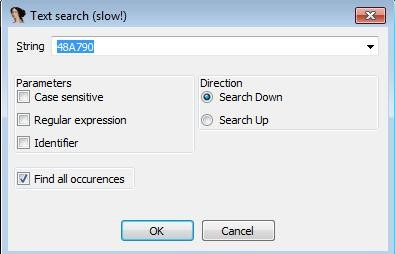 Text search (slow!)
String 48A790
Parameters
Case sensitive
Regular expression
Identifier
Direction
Search Down
Search Up
Find all occurences
OK Cancel